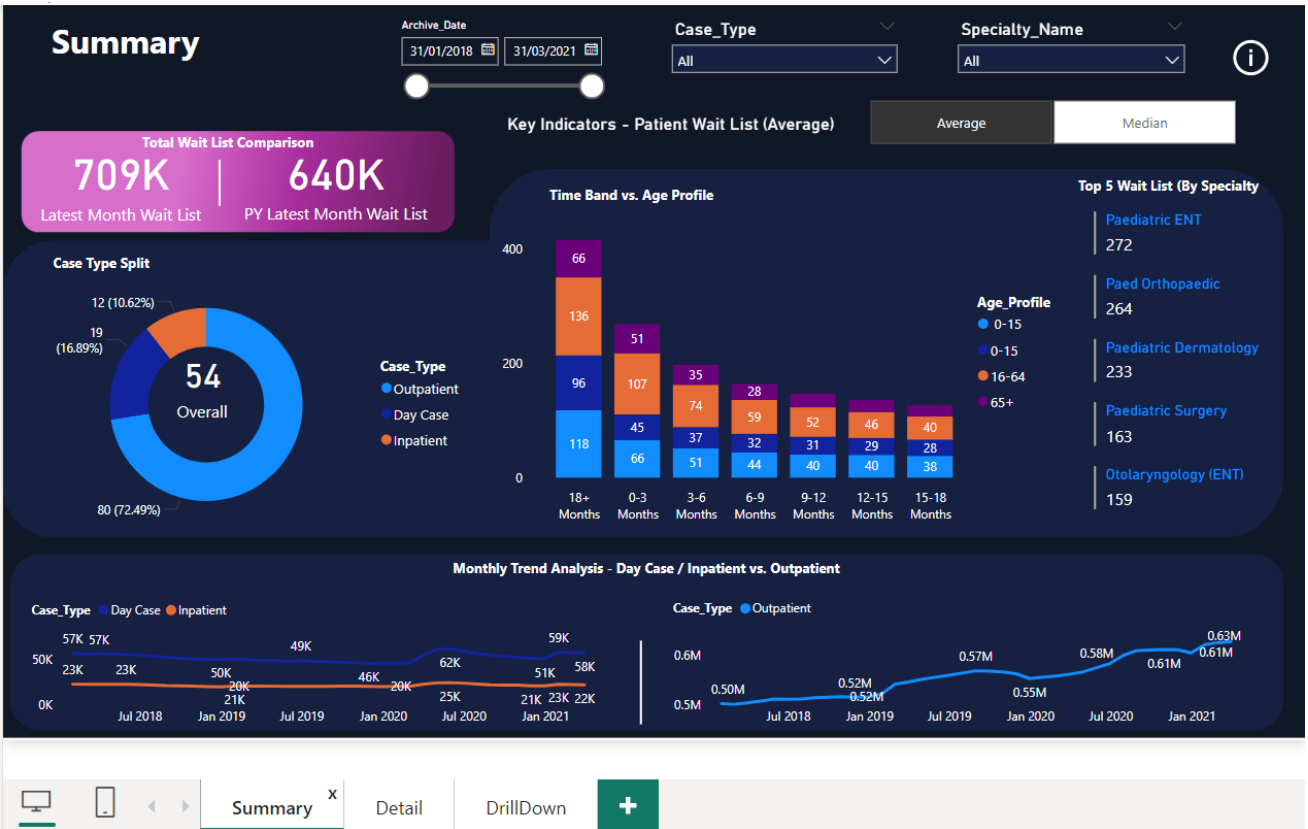 Summary
Archive_Date
31/01/2018
31/03/2021
Case_Type
All
Specialty_Name
All
i
Key Indicators - Patient Wait List (Average)
Average
Median
Total Wait List Comparison
709K
640K
Latest Month Wait List
PY Latest Month Wait List
Case Type Split
12 (10.62%)
19
(16.89%)
54
Overall
80 (72.49%)
Case_Type
Outpatient
Day Case
Inpatient
Time Band vs. Age Profile
400
200
0
66
136
96
118
51
107
45
66
35
74
37
51
28
59
32
44
52
31
40
46
29
40
40
28
38
18+
Months
0-3
Months
3-6
Months
6-9
Months
9-12
Months
12-15
Months
15-18
Months
Age_Profile
0-15
0-15
16-64
65+
Top 5 Wait List (By Specialty
Paediatric ENT
272
Paed Orthopaedic
264
Paediatric Dermatology
233
Paediatric Surgery
163
Otolaryngology (ENT)
159
Monthly Trend Analysis - Day Case / Inpatient vs. Outpatient
Case_Type Day Case Inpatient
50K
0K
57K 57K
49K
59K
23K
23K
50K
20K
21K
46K
20K
62K
25K
51K
58K
21K 23K 22K
Jul 2018
Jan 2019
Jul 2019
Jan 2020
Jul 2020
Jan 2021
Case_Type Outpatient
0.6M
0.5M
0.50M
0.52M
0.52M
0.57M
0.55M
0.58M
0.61M
0.63M
0.61M
Jul 2018
Jan 2019
Jul 2019
Jan 2020
Jul 2020
Jan 2021
Summary
x
Detail
DrillDown
+